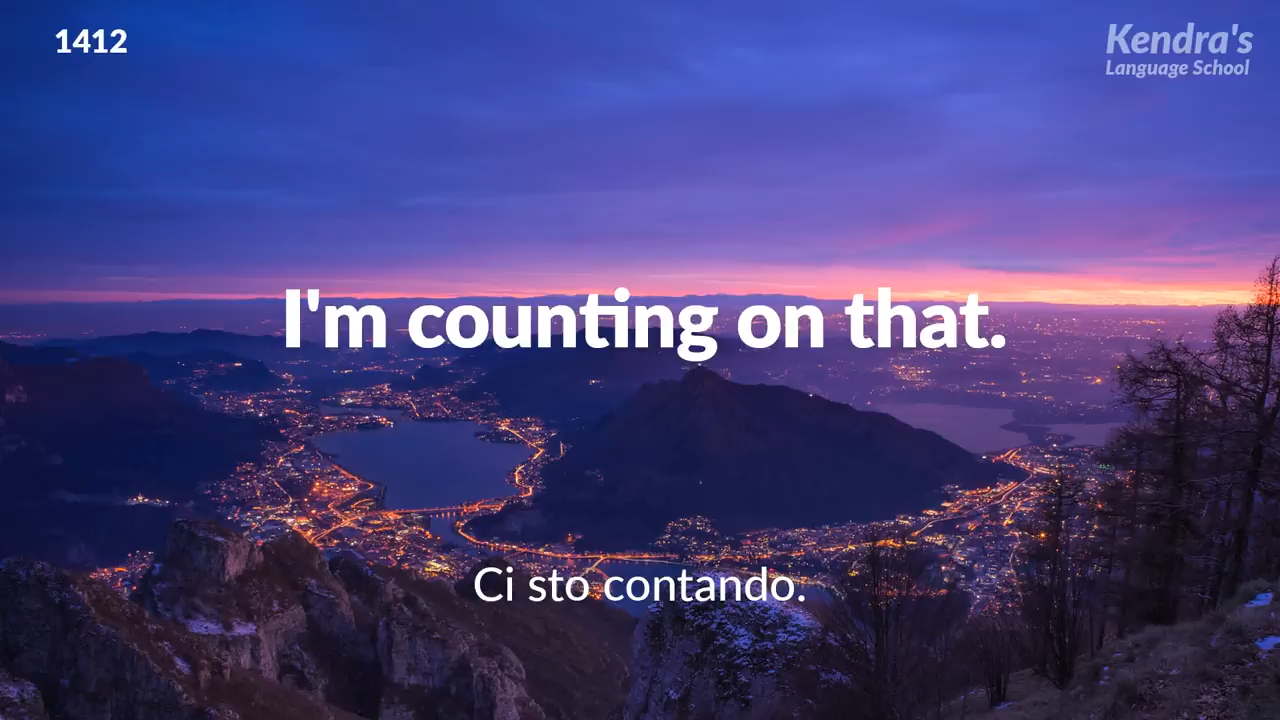 1412
Kendra's
Language School
I'm counting on that.
Ci sto contando.